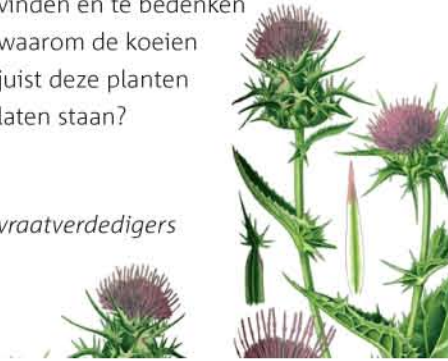 vinden en te bedenken
waarom de koeien
juist deze planten
laten staan?
vraatverdedigers